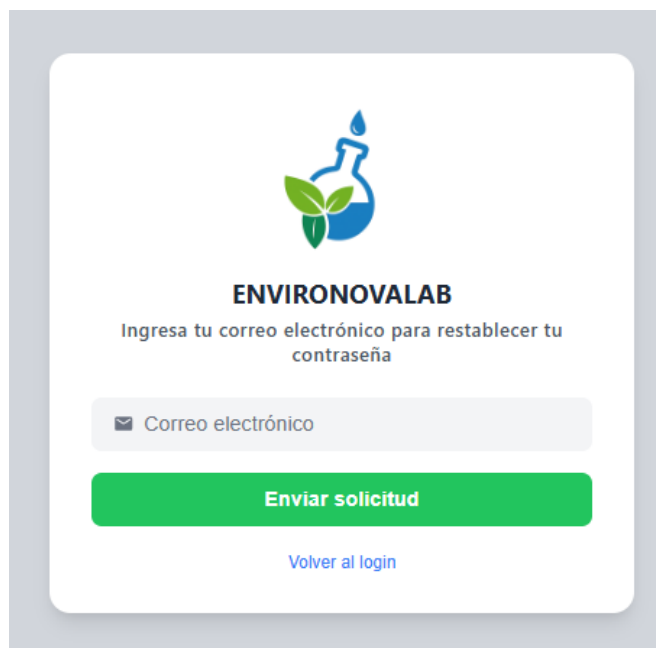 ENVIRONOVALAB
Ingresa tu correo electrónico para restablecer tu
contraseña
Correo electrónico
Enviar solicitud
Volver al login